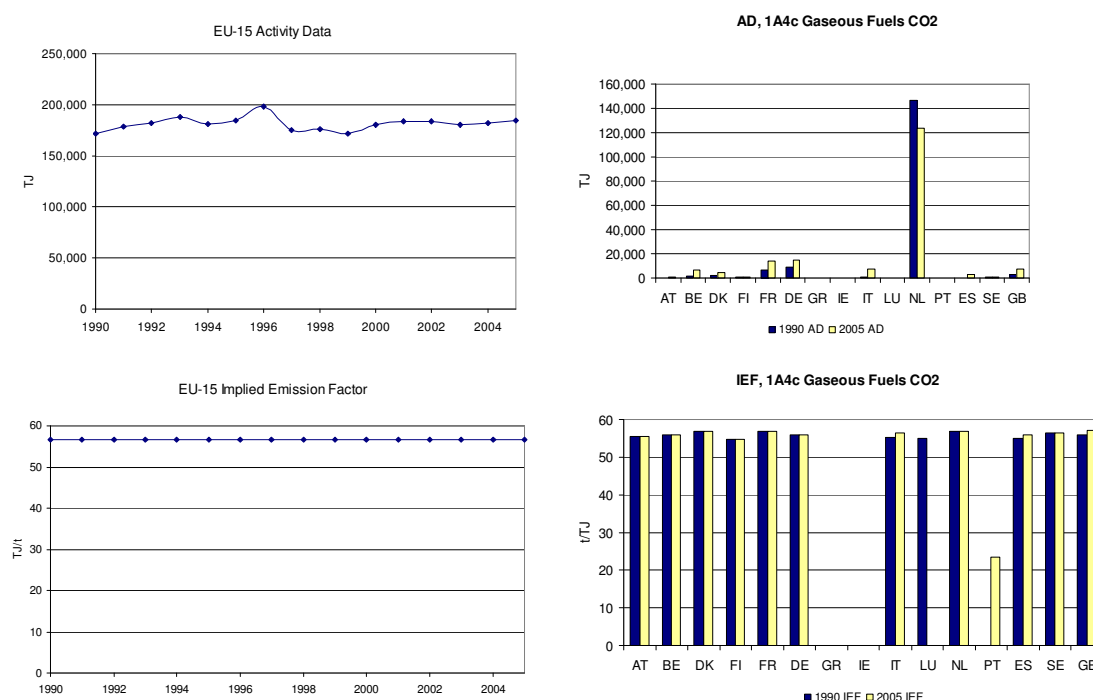 EU-15 Activity Data
250,000
200,000
150,000
100,000
50,000
0
TJ
1990 1992 1994 1996 1998 2000 2002 2004
AD, 1A4c Gaseous Fuels CO2
160,000
140,000
120,000
100,000
80,000
60,000
40,000
20,000
0
TJ
AT BE DK FI FR DE GR IE IT LU NL PT ES SE GB
1990 AD 2005 AD
EU-15 Implied Emission Factor
60
50
40
30
20
10
0
TJ/t
1990 1992 1994 1996 1998 2000 2002 2004
IEF, 1A4c Gaseous Fuels CO2
60
50
40
30
20
10
0
t/TJ
AT BE DK FI FR DE GR IE IT LU NL PT ES SE GB
1990 IEF 2005 IEF